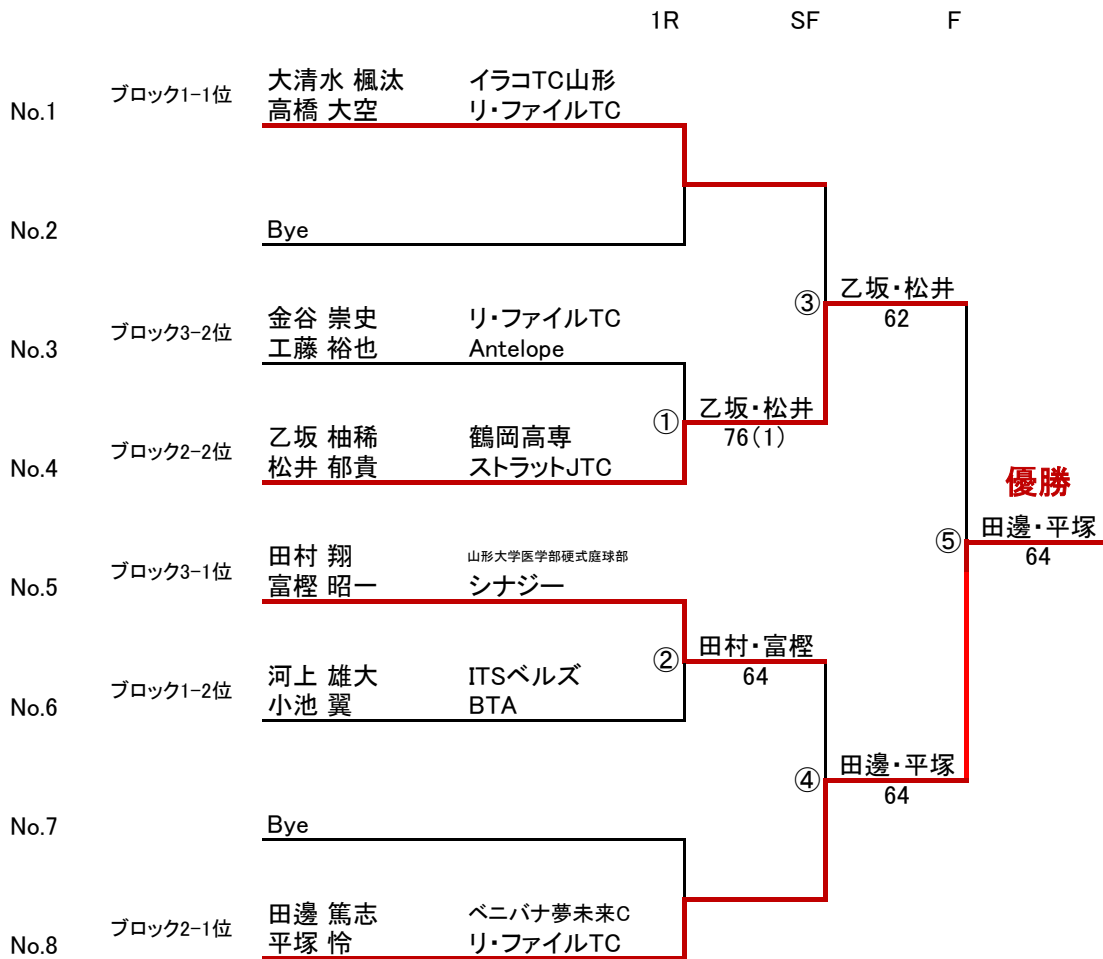 1R SF F
ブロック1-1位 大清水 楓汰 イラコTC山形
No.1 高橋 大空 リ・ファイルTC
No.2 Bye
③ 乙坂・松井
62
ブロック3-2位 金谷 崇史 リ・ファイルTC
No.3 工藤 裕也 Antelope
① 乙坂・松井
76(1)
ブロック2-2位 乙坂 柚稀 鶴岡高専
No.4 松井 郁貴 ストラットJTC
優勝
⑤ 田邊・平塚
64
ブロック3-1位 田村 翔 山形大学医学部硬式庭球部
No.5 富樫 昭一 シナジー
② 田村・富樫
64
ブロック1-2位 河上 雄大 ITSベルズ
No.6 小池 翼 BTA
④ 田邊・平塚
64
No.7 Bye
ブロック2-1位 田邊 篤志 ベニバナ夢未来C
No.8 平塚 怜 リ・ファイルTC